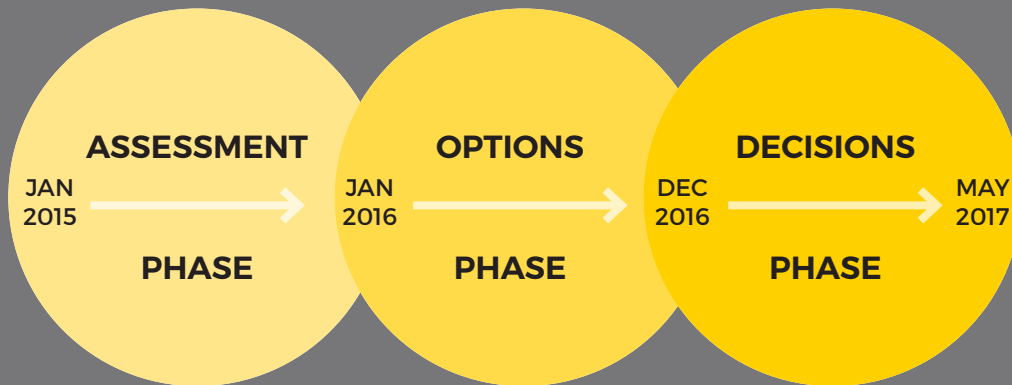 ASSESSMENT
JAN
2015
PHASE
OPTIONS
JAN
2016
PHASE
DECISIONS
DEC
2016
MAY
2017
PHASE